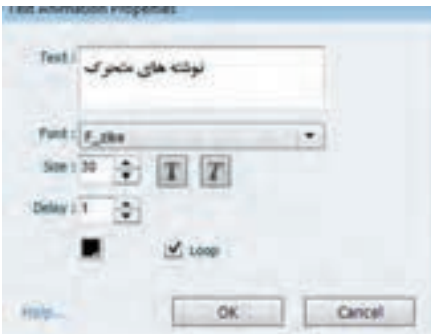 Text Animation Properties
Text :
نوشته های متحرک
Font : F_zika
Size : 30
T T
Delay : 1
Loop
Help...
OK Cancel